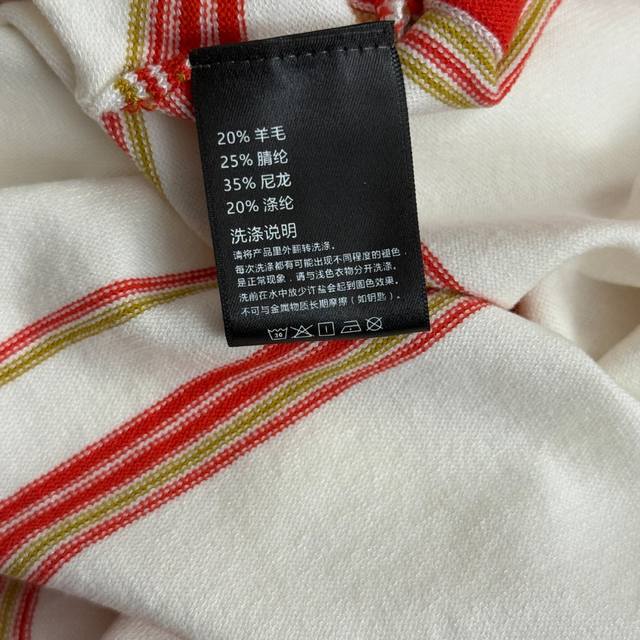 20% 羊毛
25% 腈纶
35% 尼龙
20% 涤纶
洗涤说明
请将产品里外翻转洗涤。
每次洗涤都有可能出现不同程度的褪色
是正常现象，请与浅色衣物分开洗涤。
洗前在水中放少许盐会起到固色效果。
不可与金属物质长期摩擦（如钥匙）.
30